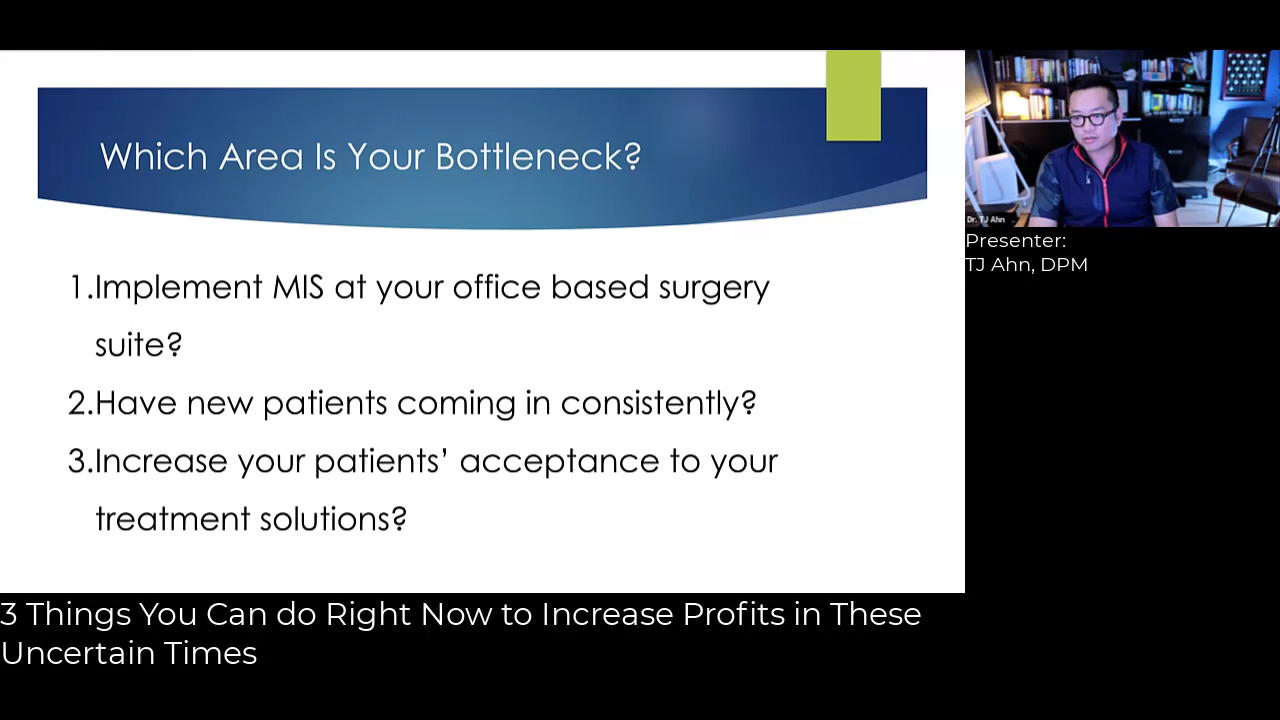 Which Area Is Your Bottleneck?
1.Implement MIS at your office based surgery
suite?
2.Have new patients coming in consistently?
3.Increase your patients’ acceptance to your
treatment solutions?
Dr. TJ Ahn
Presenter:
TJ Ahn, DPM
3 Things You Can do Right Now to Increase Profits in These
Uncertain Times